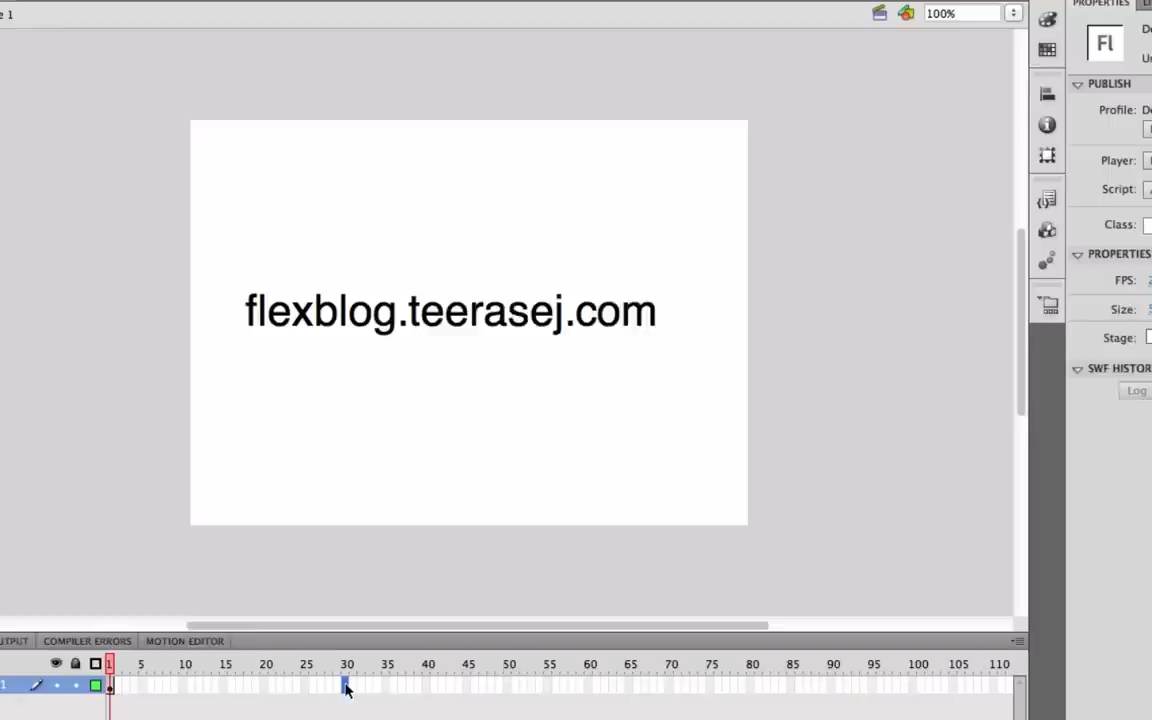 e 1
100%
PROPERTIES
Fl
PUBLISH
Profile:
Player:
Script:
Class:
PROPERTIES
FPS:
Size:
Stage:
SWF HISTOR
Log
flexblog.teerasej.com
UTPUT COMPILER ERRORS MOTION EDITOR
1 5 10 15 20 25 30 35 40 45 50 55 60 65 70 75 80 85 90 95 100 105 110
1